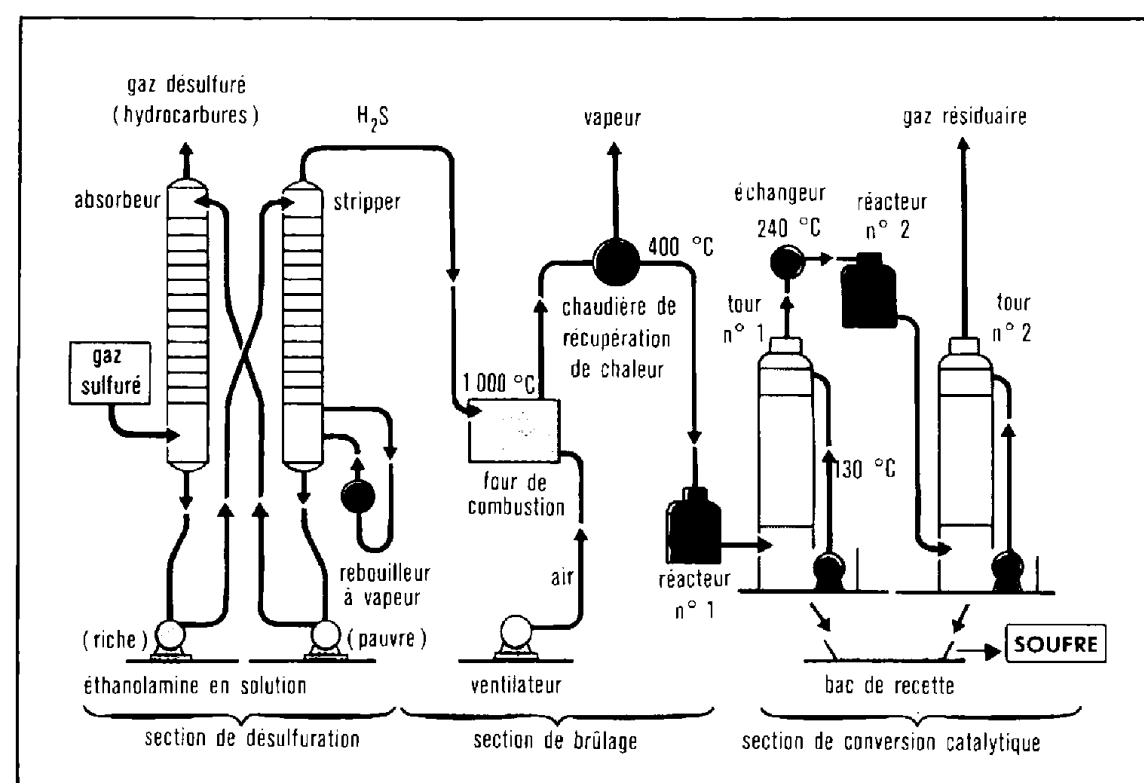 gaz désulfuré
(hydrocarbures)
H₂S
vapeur
gaz résiduaire
absorbeur
stripper
échangeur
240 °C
réacteur
n° 2
400 °C
chaudière de
récupération
de chaleur
tour
n° 1
tour
n° 2
gaz
sulfuré
1 000 °C
130 °C
four de
combustion
rebouilleur
à vapeur
air
réacteur
n° 1
(riche)
(pauvre)
SOUFRE
éthanolamine en solution
ventilateur
bac de recette
section de désulfuration
section de brûlage
section de conversion catalytique